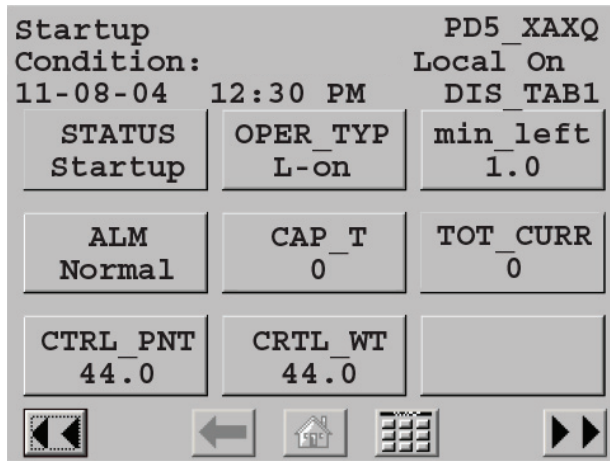 Startup PD5_XAXQ
Condition: Local On
11-08-04 12:30 PM DIS_TAB1
STATUS OPER_TYP min_left
Startup L-on 1.0
ALM CAP_T TOT_CURR
Normal 0 0
CTRL_PNT CRTL_WT
44.0 44.0